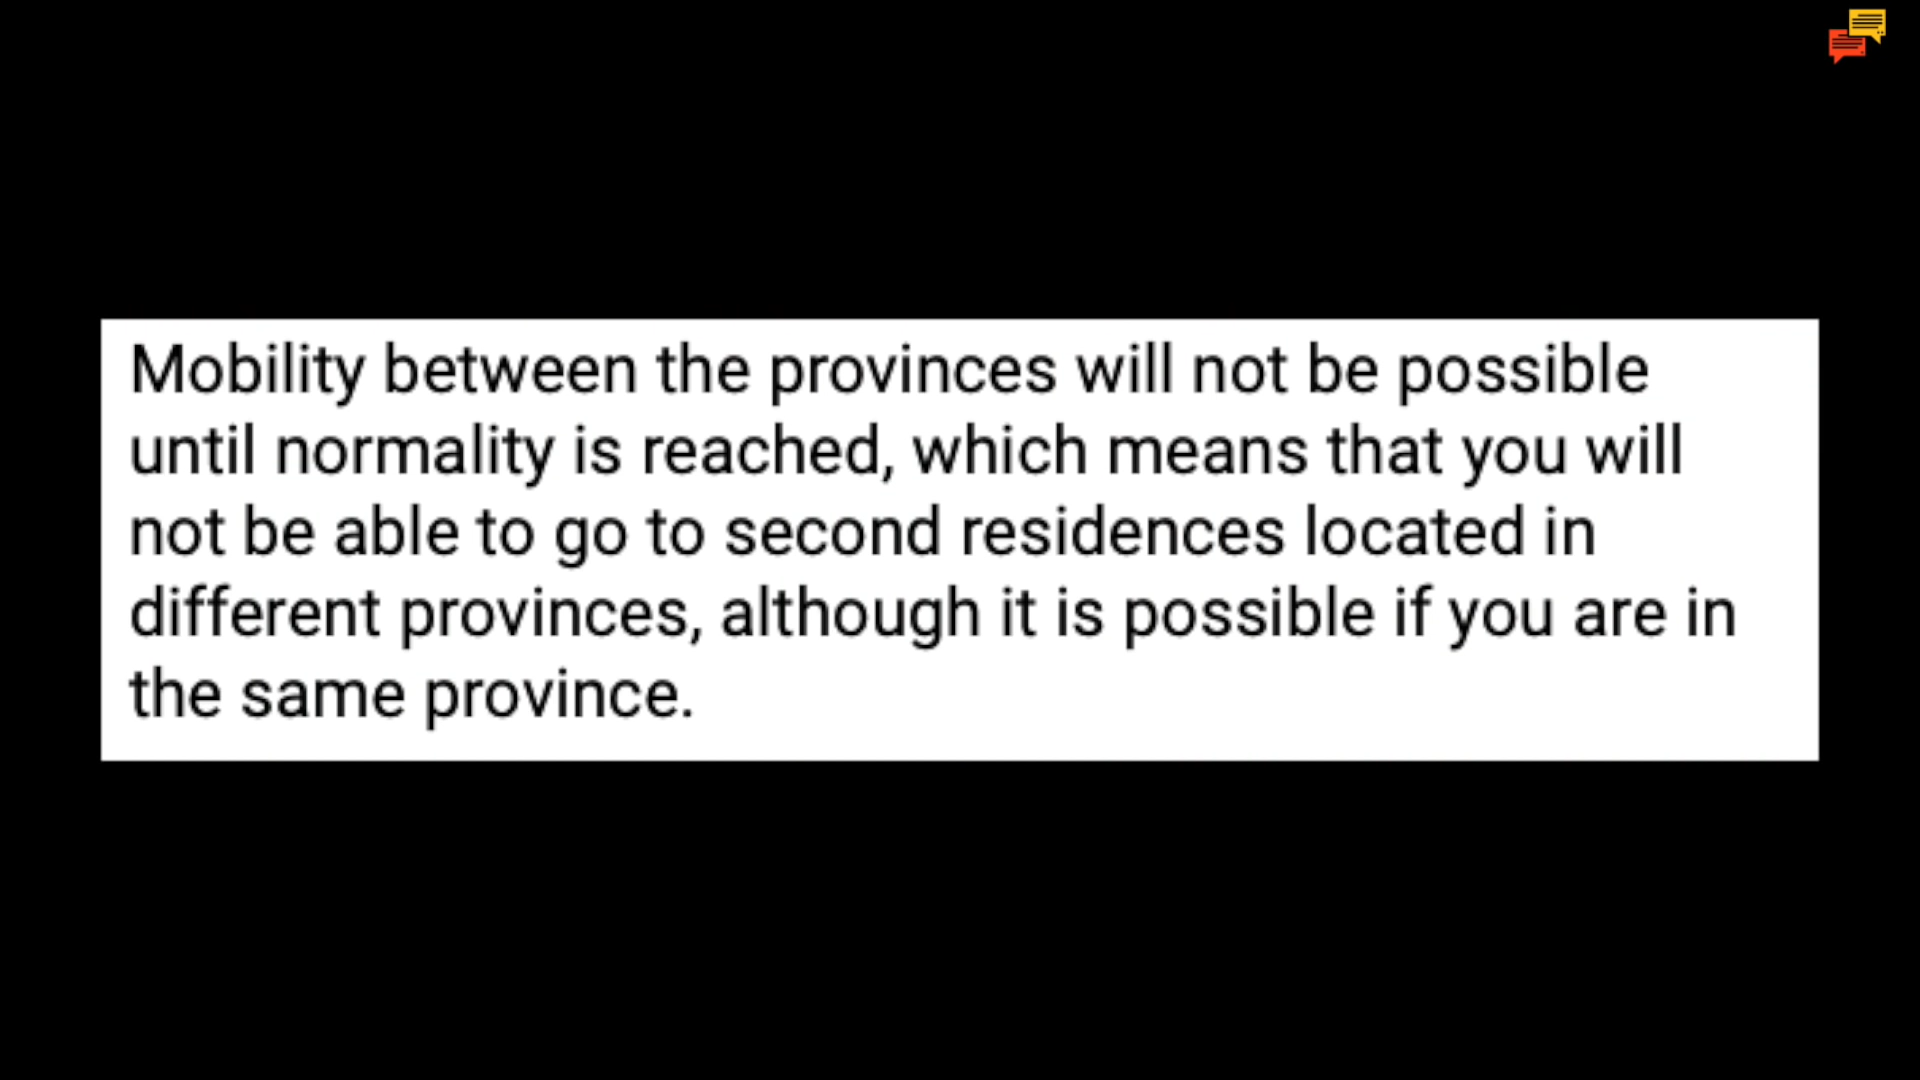 Mobility between the provinces will not be possible
until normality is reached, which means that you will
not be able to go to second residences located in
different provinces, although it is possible if you are in
the same province.